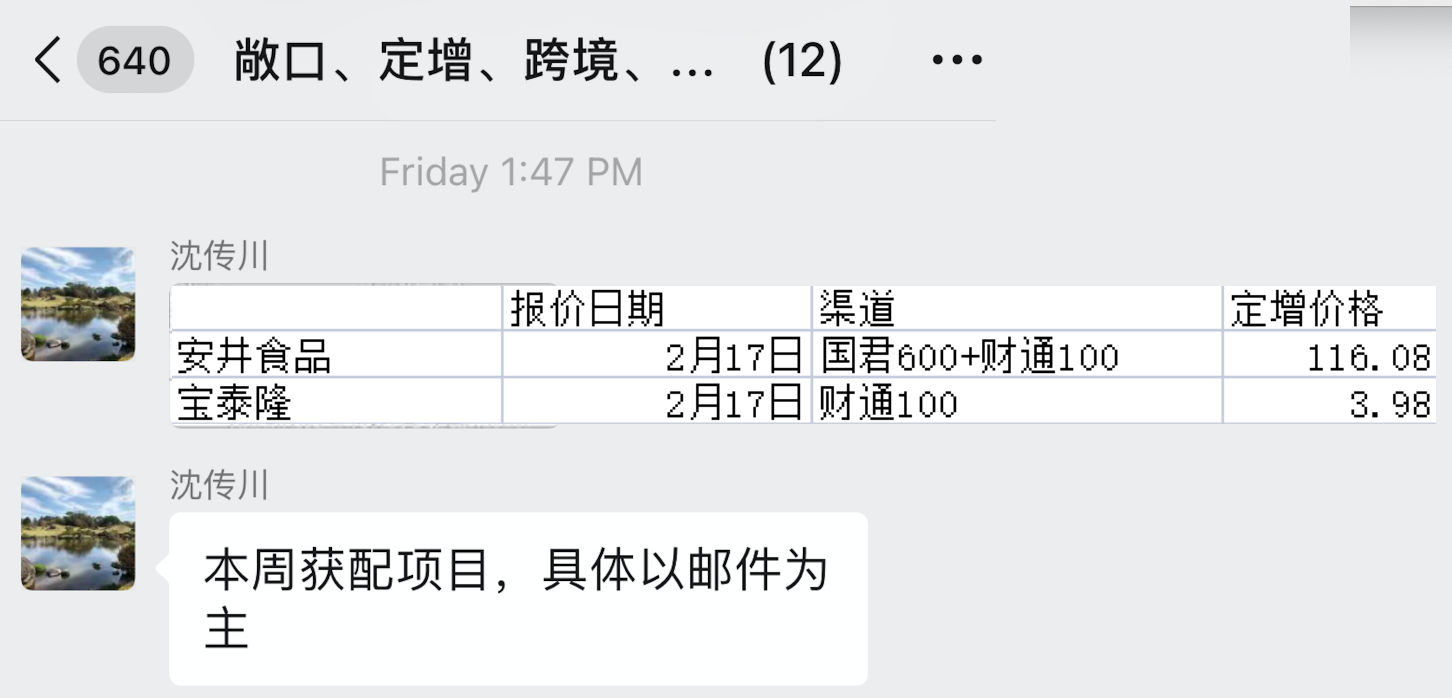 640 敞口、定增、跨境、... (12)
Friday 1:47 PM
沈传川
报价日期 渠道 定增价格
安井食品 2月17日 国君600+财通100 116.08
宝泰隆 2月17日 财通100 3.98
沈传川
本周获配项目，具体以邮件为
主